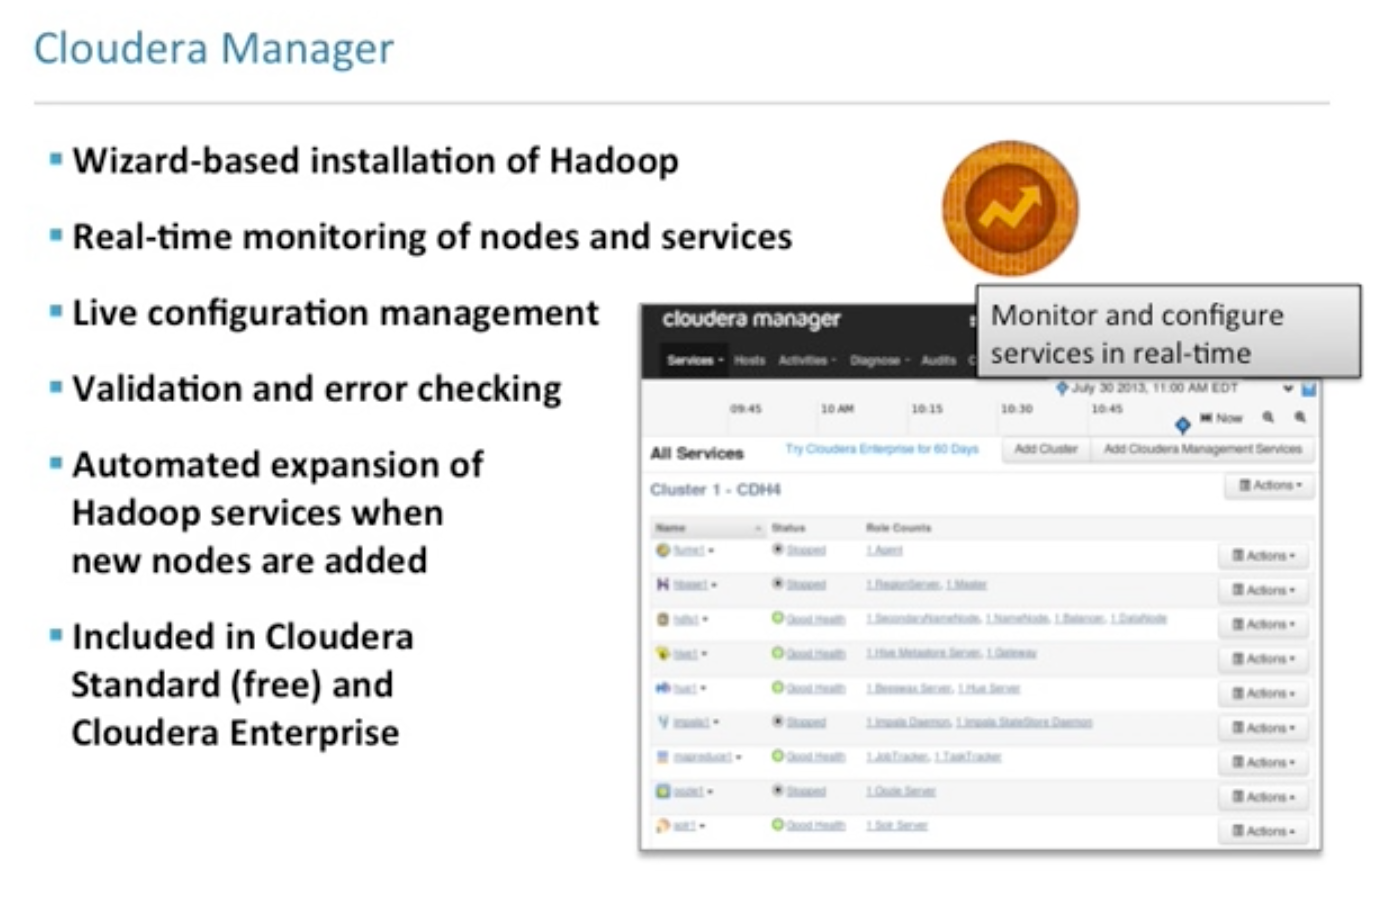 Cloudera Manager
Wizard-based installation of Hadoop
Real-time monitoring of nodes and services
Live configuration management
Validation and error checking
Automated expansion of
Hadoop services when
new nodes are added
Included in Cloudera
Standard (free) and
Cloudera Enterprise
Monitor and configure
services in real-time
cloudera manager
Services Hosts Activities Diagnose Audits C
July 30 2013, 11:00 AM EDT
09:45 10 AM 10:15 10:30 10:45 Now
All Services Try Cloudera Enterprise for 60 Days Add Cluster Add Cloudera Management Services
Cluster 1 - CDH4 Actions
Name Status Role Counts
flume1 Stopped 1 Agent Actions
hbase1 Stopped 1 RegionServer, 1 Master Actions
hdfs1 Good Health 1 SecondaryNameNode, 1 NameNode, 1 Balancer, 1 DataNode Actions
hive1 Good Health 1 Hive Metastore Server, 1 Gateway Actions
hue1 Good Health 1 Beeswax Server, 1 Hue Server Actions
impala1 Stopped 1 Impala Daemon, 1 Impala StateStore Daemon Actions
mapreduce1 Good Health 1 JobTracker, 1 TaskTracker Actions
oozie1 Stopped 1 Oozie Server Actions
solr1 Good Health 1 Solr Server Actions